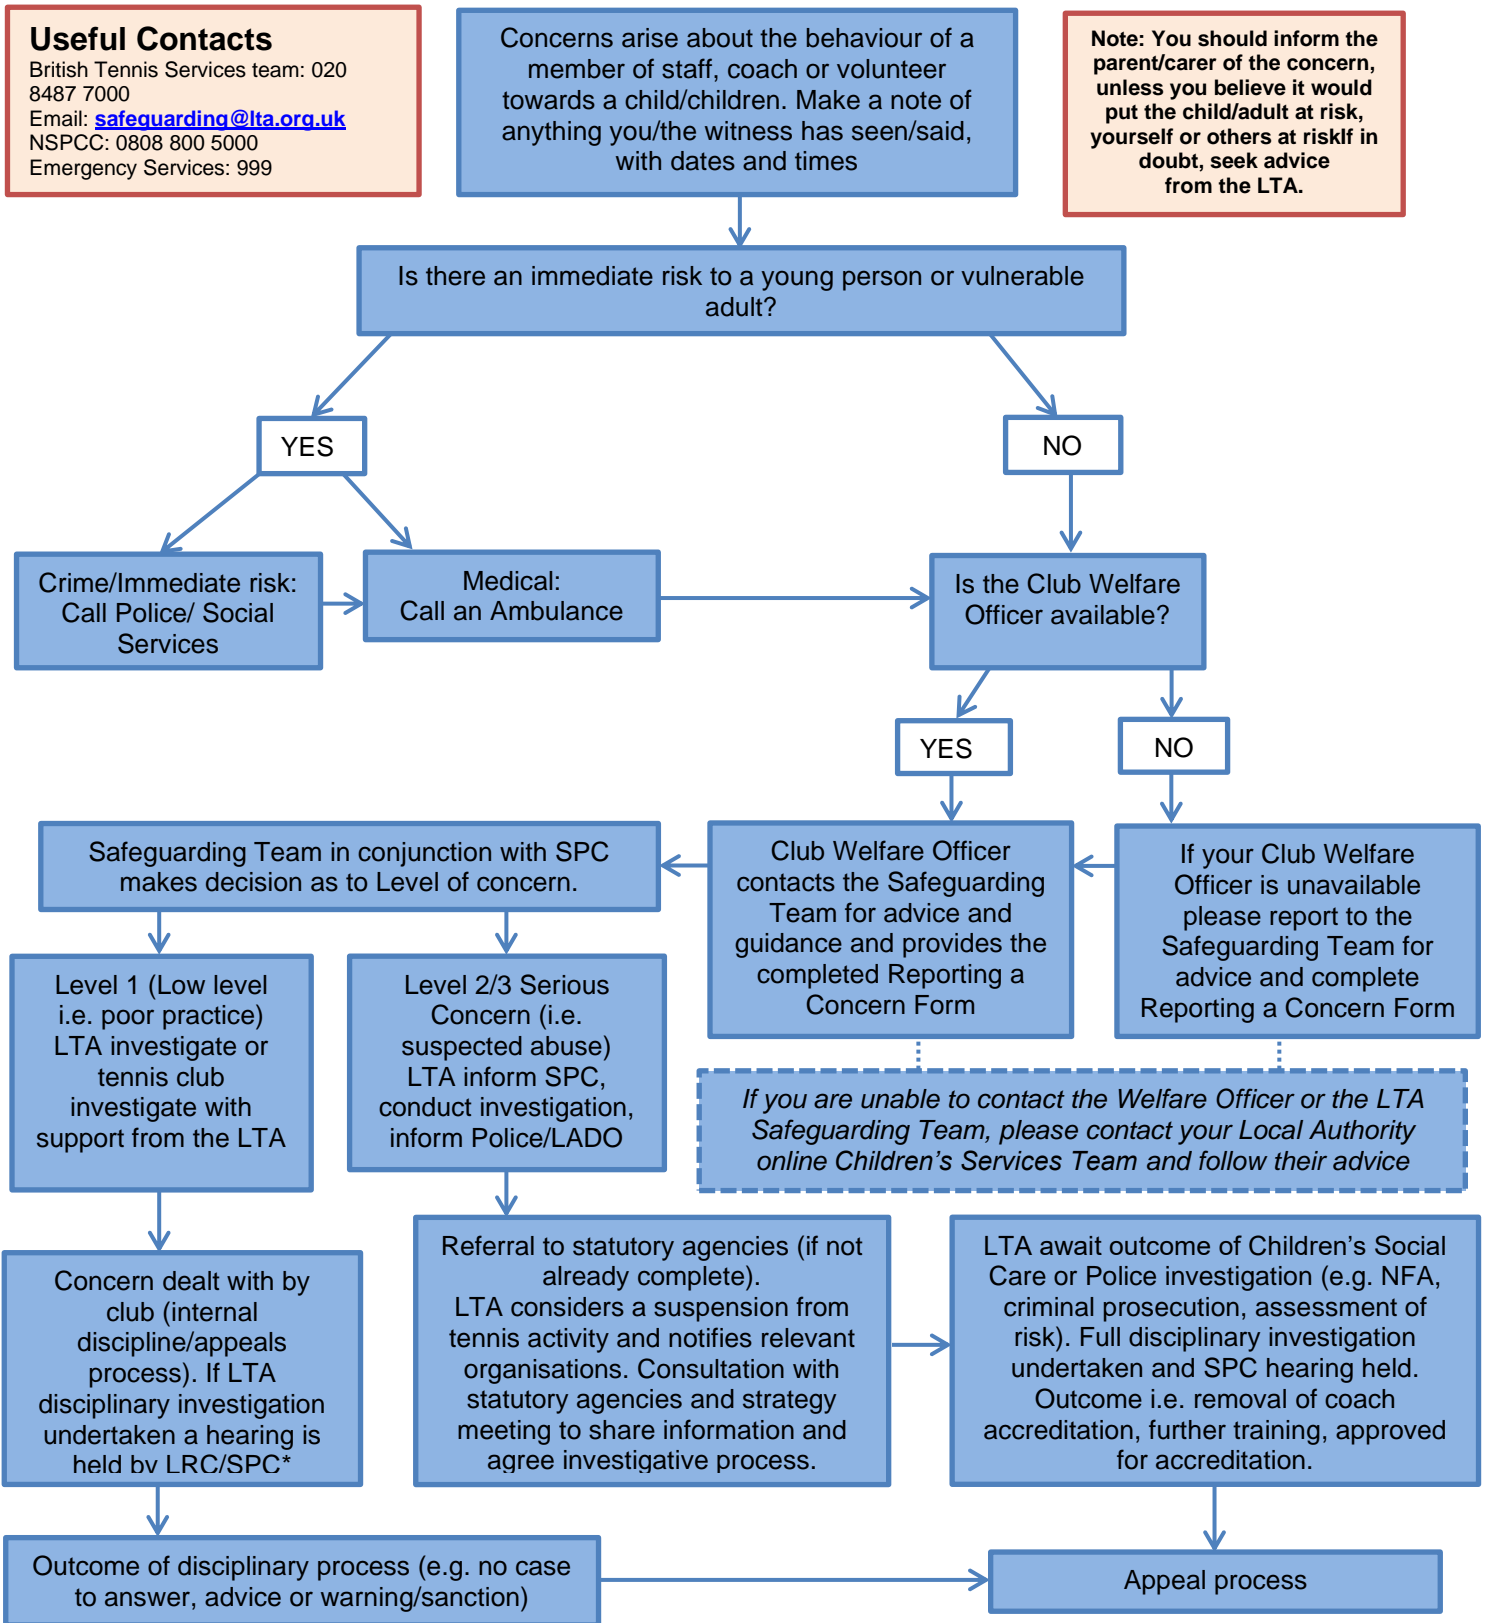 Useful Contacts
British Tennis Services team: 020
8487 7000
Email: safeguarding@lta.org.uk
NSPCC: 0808 800 5000
Emergency Services: 999
Concerns arise about the behaviour of a
member of staff, coach or volunteer
towards a child/children. Make a note of
anything you/the witness has seen/said,
with dates and times
Note: You should inform the
parent/carer of the concern,
unless you believe it would
put the child/adult at risk,
yourself or others at riskIf in
doubt, seek advice
from the LTA.
Is there an immediate risk to a young person or vulnerable
adult?
YES
NO
Crime/Immediate risk:
Call Police/ Social
Services
Medical:
Call an Ambulance
Is the Club Welfare
Officer available?
YES
NO
Safeguarding Team in conjunction with SPC
makes decision as to Level of concern.
Club Welfare Officer
contacts the Safeguarding
Team for advice and
guidance and provides the
completed Reporting a
Concern Form
If your Club Welfare
Officer is unavailable
please report to the
Safeguarding Team for
advice and complete
Reporting a Concern Form
Level 1 (Low level
i.e. poor practice)
LTA investigate or
tennis club
investigate with
support from the LTA
Level 2/3 Serious
Concern (i.e.
suspected abuse)
LTA inform SPC,
conduct investigation,
inform Police/LADO
If you are unable to contact the Welfare Officer or the LTA
Safeguarding Team, please contact your Local Authority
online Children's Services Team and follow their advice
Concern dealt with by
club (internal
discipline/appeals
process). If LTA
disciplinary investigation
undertaken a hearing is
held by LRC/SPC*
Referral to statutory agencies (if not
already complete).
LTA considers a suspension from
tennis activity and notifies relevant
organisations. Consultation with
statutory agencies and strategy
meeting to share information and
agree investigative process.
LTA await outcome of Children's Social
Care or Police investigation (e.g. NFA,
criminal prosecution, assessment of
risk). Full disciplinary investigation
undertaken and SPC hearing held.
Outcome i.e. removal of coach
accreditation, further training, approved
for accreditation.
Outcome of disciplinary process (e.g. no case
to answer, advice or warning/sanction)
Appeal process